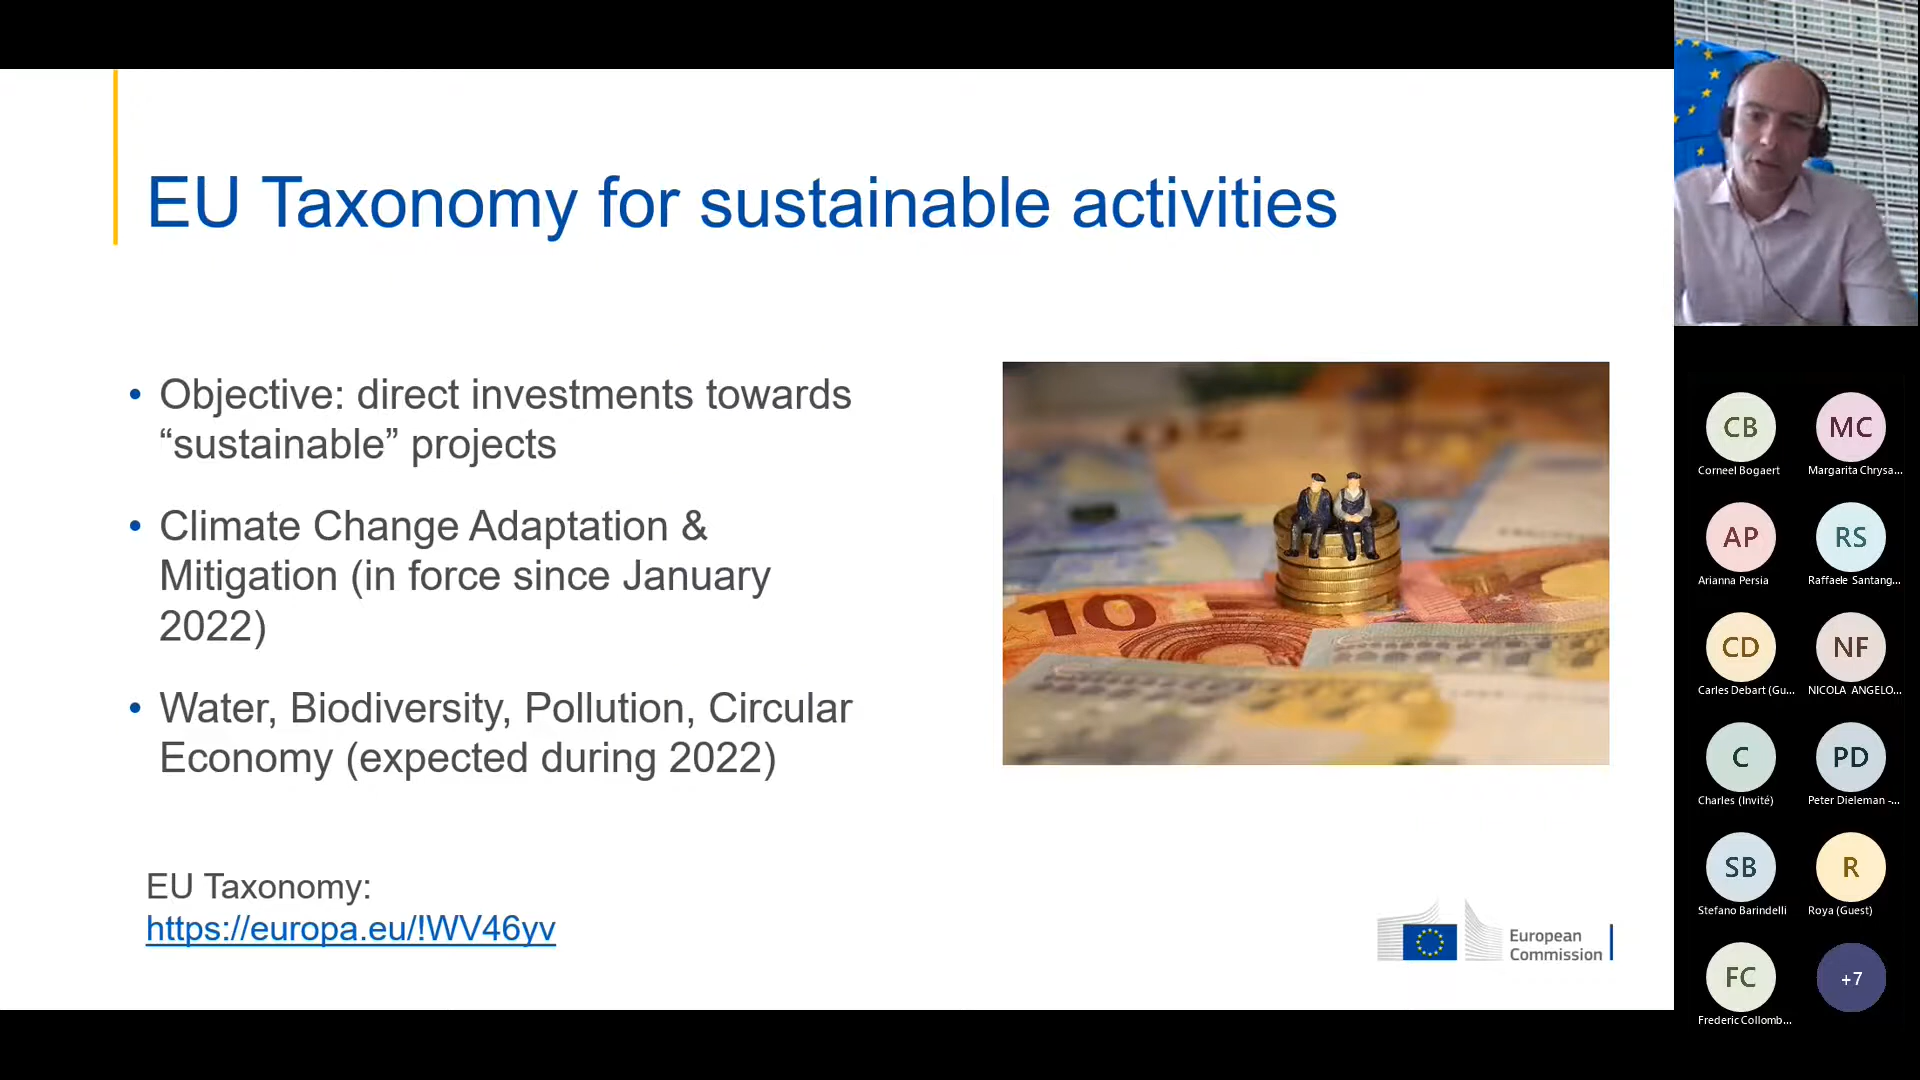 EU Taxonomy for sustainable activities
• Objective: direct investments towards
“sustainable” projects
• Climate Change Adaptation &
Mitigation (in force since January
2022)
• Water, Biodiversity, Pollution, Circular
Economy (expected during 2022)
EU Taxonomy:
https://europa.eu/!WV46yv
10
European
Commission
CB
Corneel Bogaert
MC
Margarita Chrysa...
AP
Arianna Persia
RS
Raffaele Santang...
CD
Carles Debart (Gu...
NF
NICOLA ANGELO...
C
Charles (Invité)
PD
Peter Dieleman -...
SB
Stefano Barindelli
R
Roya (Guest)
FC
Frederic Collomb...
+7